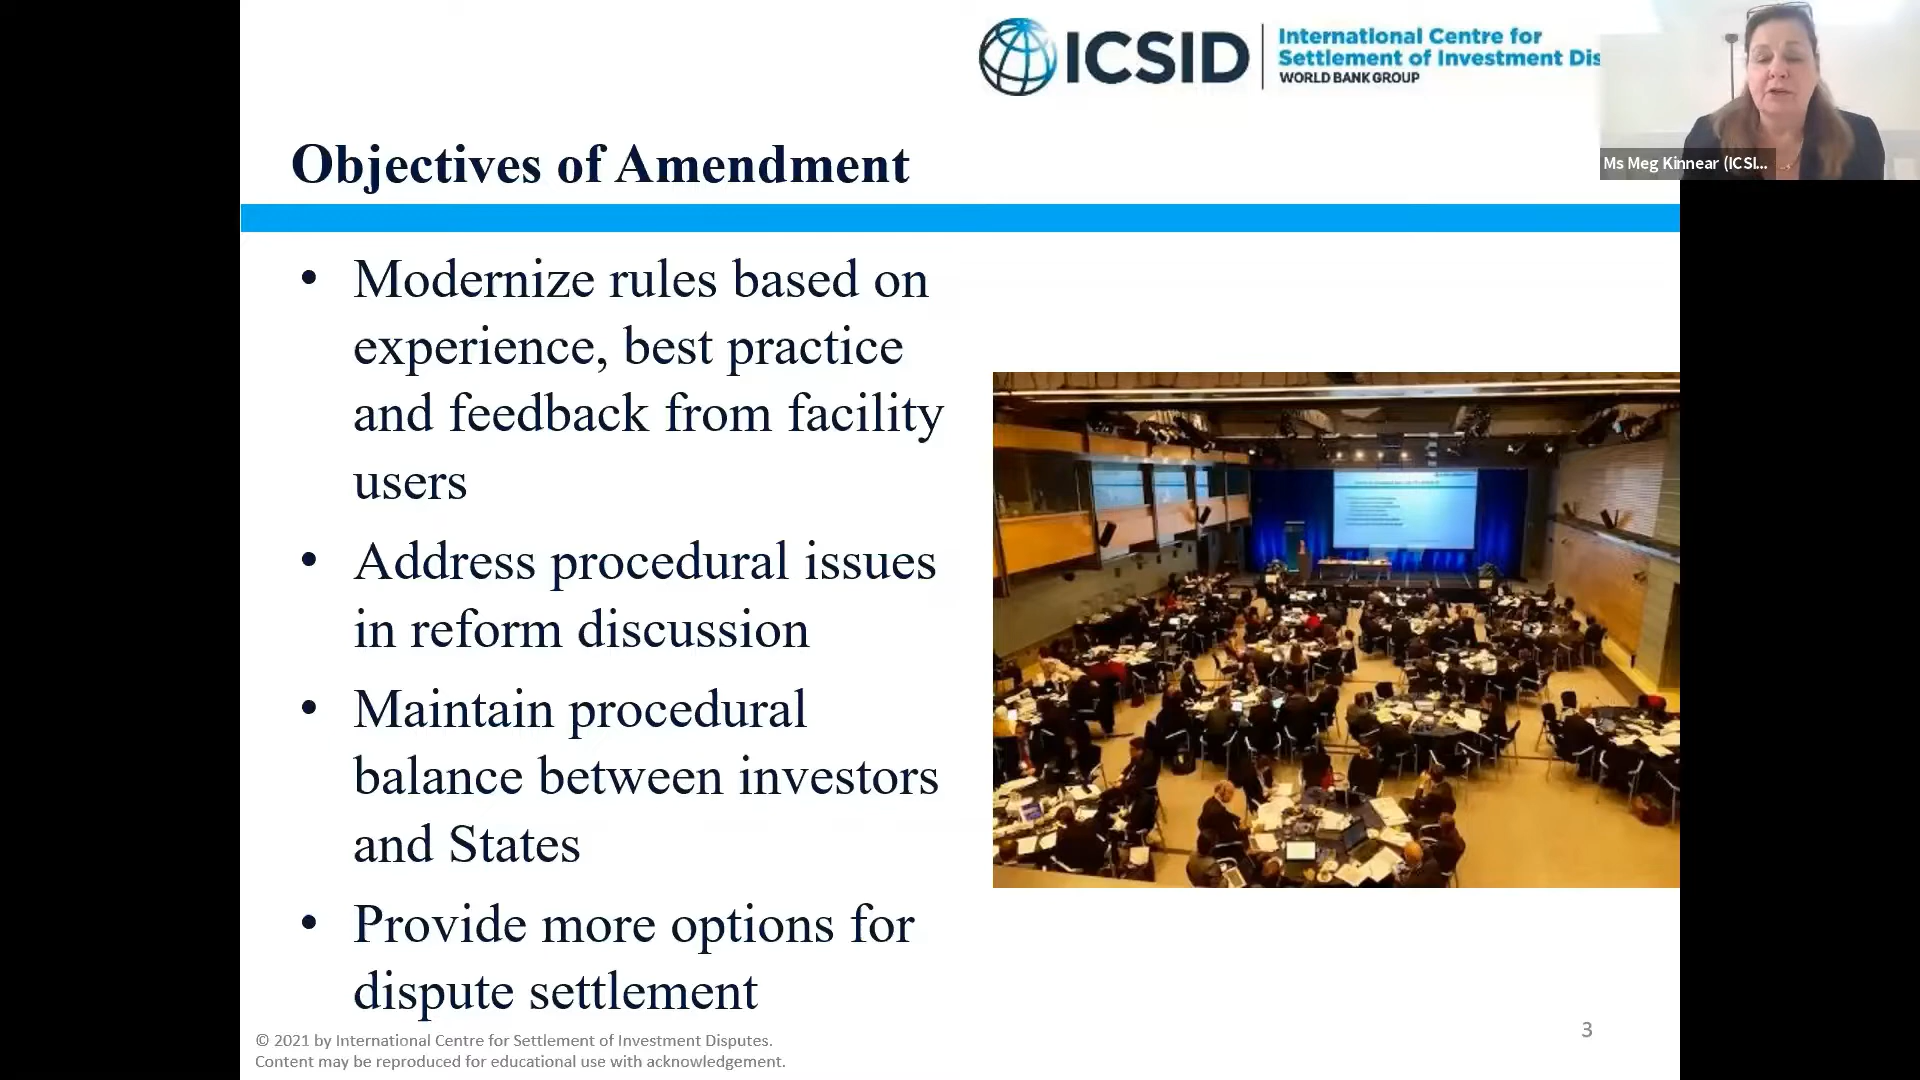 ICSID
International Centre for
Settlement of Investment Dis
WORLD BANK GROUP
Ms Meg Kinnear (ICSI...
Objectives of Amendment
• Modernize rules based on
experience, best practice
and feedback from facility
users
• Address procedural issues
in reform discussion
• Maintain procedural
balance between investors
and States
• Provide more options for
dispute settlement
© 2021 by International Centre for Settlement of Investment Disputes.
Content may be reproduced for educational use with acknowledgement.
3